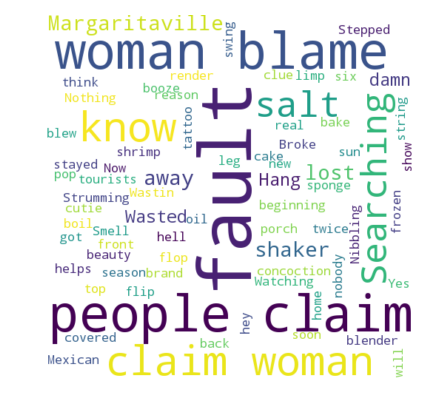 Margaritaville swing Stepped
woman blame
think render clue limp six damn
Nothing booze reason
tattoo salt real bake string
blew know Broke
shrimp leg cake sun show
stayed Now away new lost
pop tourists Hang sponge
Strumming Wastin fault Searching
cutie Wasted oil beginning frozen
boil Smell porch twice Nibbling
got front hell shaker
beauty flop concoction nobody
helps season brand Watching Yes
top flip home
people claim
covered hey soon blender
Mexican claim woman back will